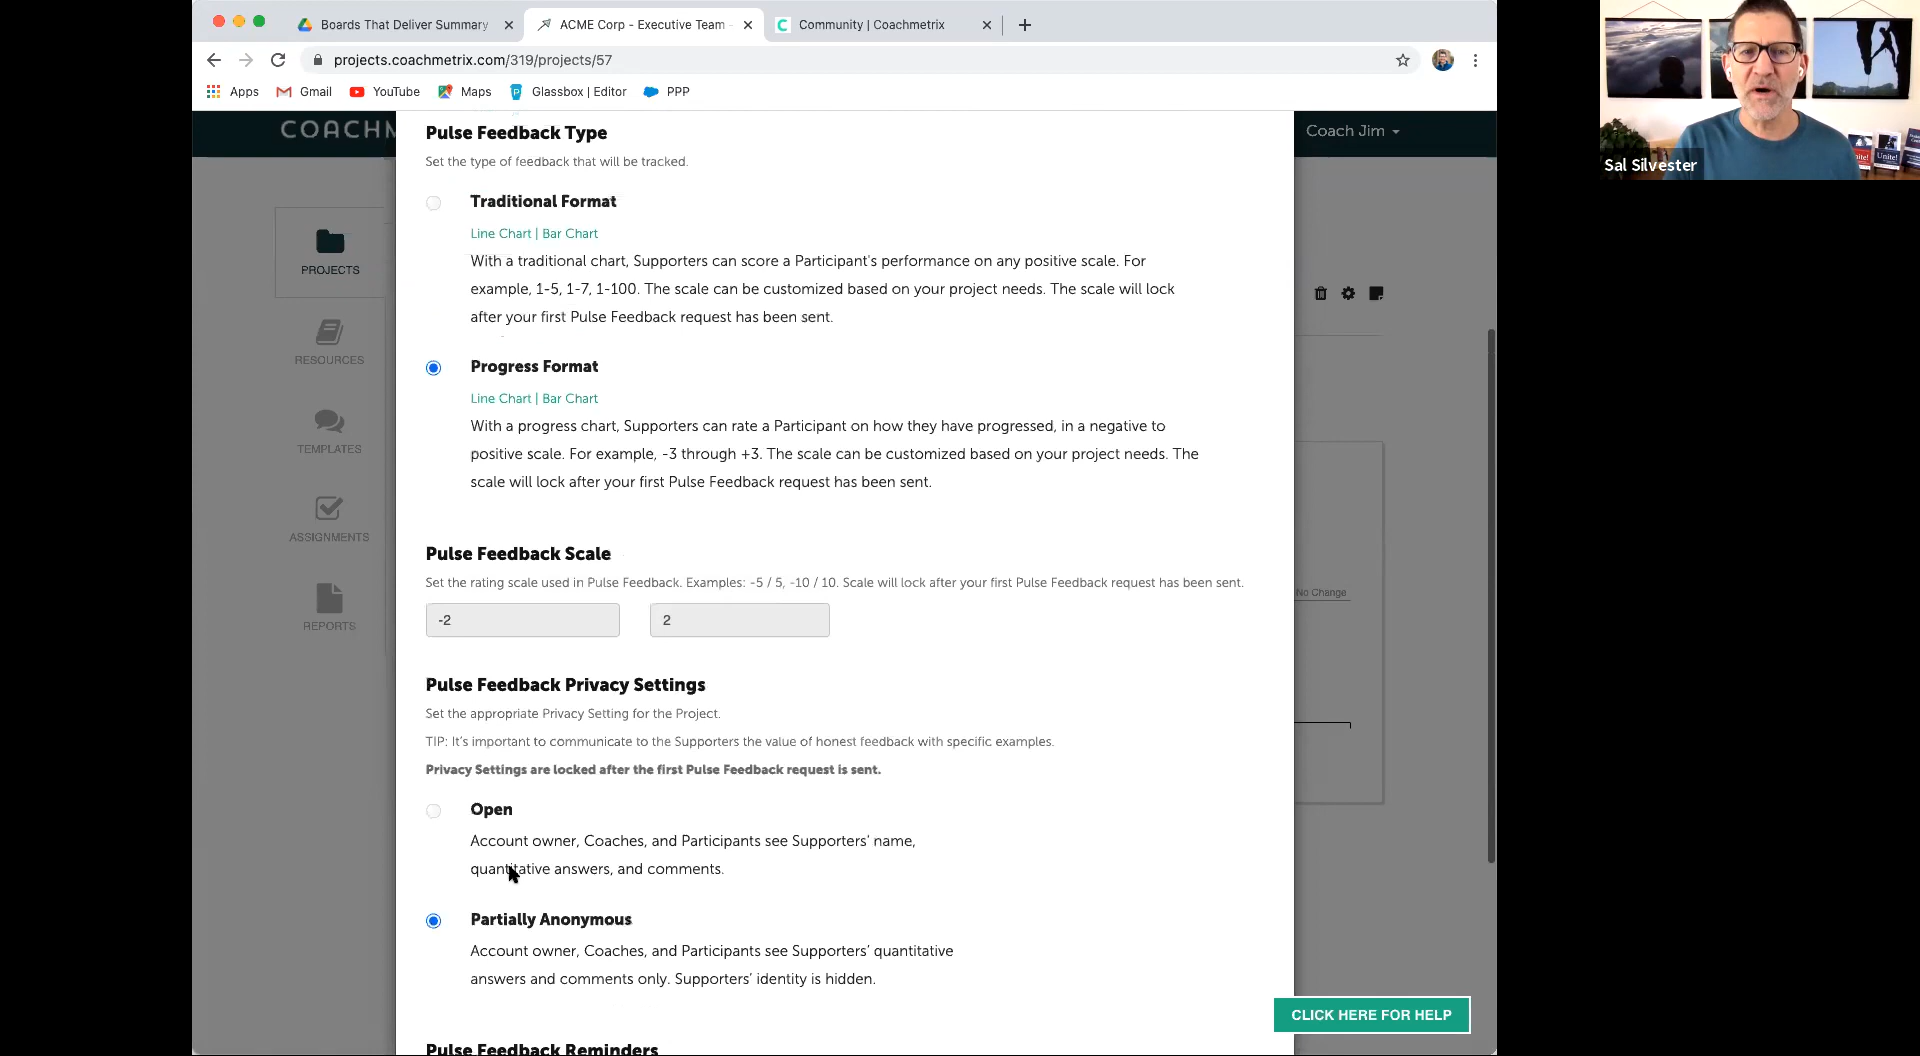 Boards That Deliver Summary
ACME Corp - Executive Team -
Community | Coachmetrix
projects.coachmetrix.com/319/projects/57
Apps
Gmail
YouTube
Maps
Glassbox | Editor
PPP
COACHM
Coach Jim
Sal Silvester
Unite!
Unite!
PROJECTS
RESOURCES
TEMPLATES
ASSIGNMENTS
REPORTS
Pulse Feedback Type
Set the type of feedback that will be tracked.
Traditional Format
Line Chart | Bar Chart
With a traditional chart, Supporters can score a Participant's performance on any positive scale. For
example, 1-5, 1-7, 1-100. The scale can be customized based on your project needs. The scale will lock
after your first Pulse Feedback request has been sent.
Progress Format
Line Chart | Bar Chart
With a progress chart, Supporters can rate a Participant on how they have progressed, in a negative to
positive scale. For example, -3 through +3. The scale can be customized based on your project needs. The
scale will lock after your first Pulse Feedback request has been sent.
Pulse Feedback Scale
Set the rating scale used in Pulse Feedback. Examples: -5 / 5, -10 / 10. Scale will lock after your first Pulse Feedback request has been sent.
-2
2
No Change
Pulse Feedback Privacy Settings
Set the appropriate Privacy Setting for the Project.
TIP: It's important to communicate to the Supporters the value of honest feedback with specific examples.
Privacy Settings are locked after the first Pulse Feedback request is sent.
Open
Account owner, Coaches, and Participants see Supporters' name,
quantitative answers, and comments.
Partially Anonymous
Account owner, Coaches, and Participants see Supporters' quantitative
answers and comments only. Supporters' identity is hidden.
Pulse Feedback Reminders
CLICK HERE FOR HELP